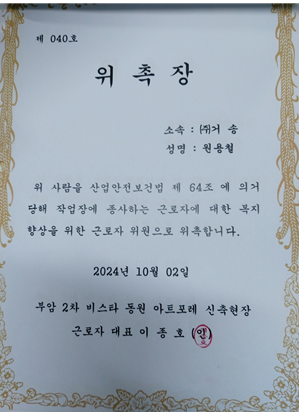 제 040호
위 촉 장
소속 : ㈜거 송
성명 : 원용철
위 사람을 산업안전보건법 제 64조 에 의거
당해 작업장에 종사하는 근로자에 대한 복지
향상을 위한 근로자 위원으로 위촉합니다.
2024년 10월 02일
부암 2차 비스타 동원 아트포레 신축현장
근로자 대표 이 종 호 (인)